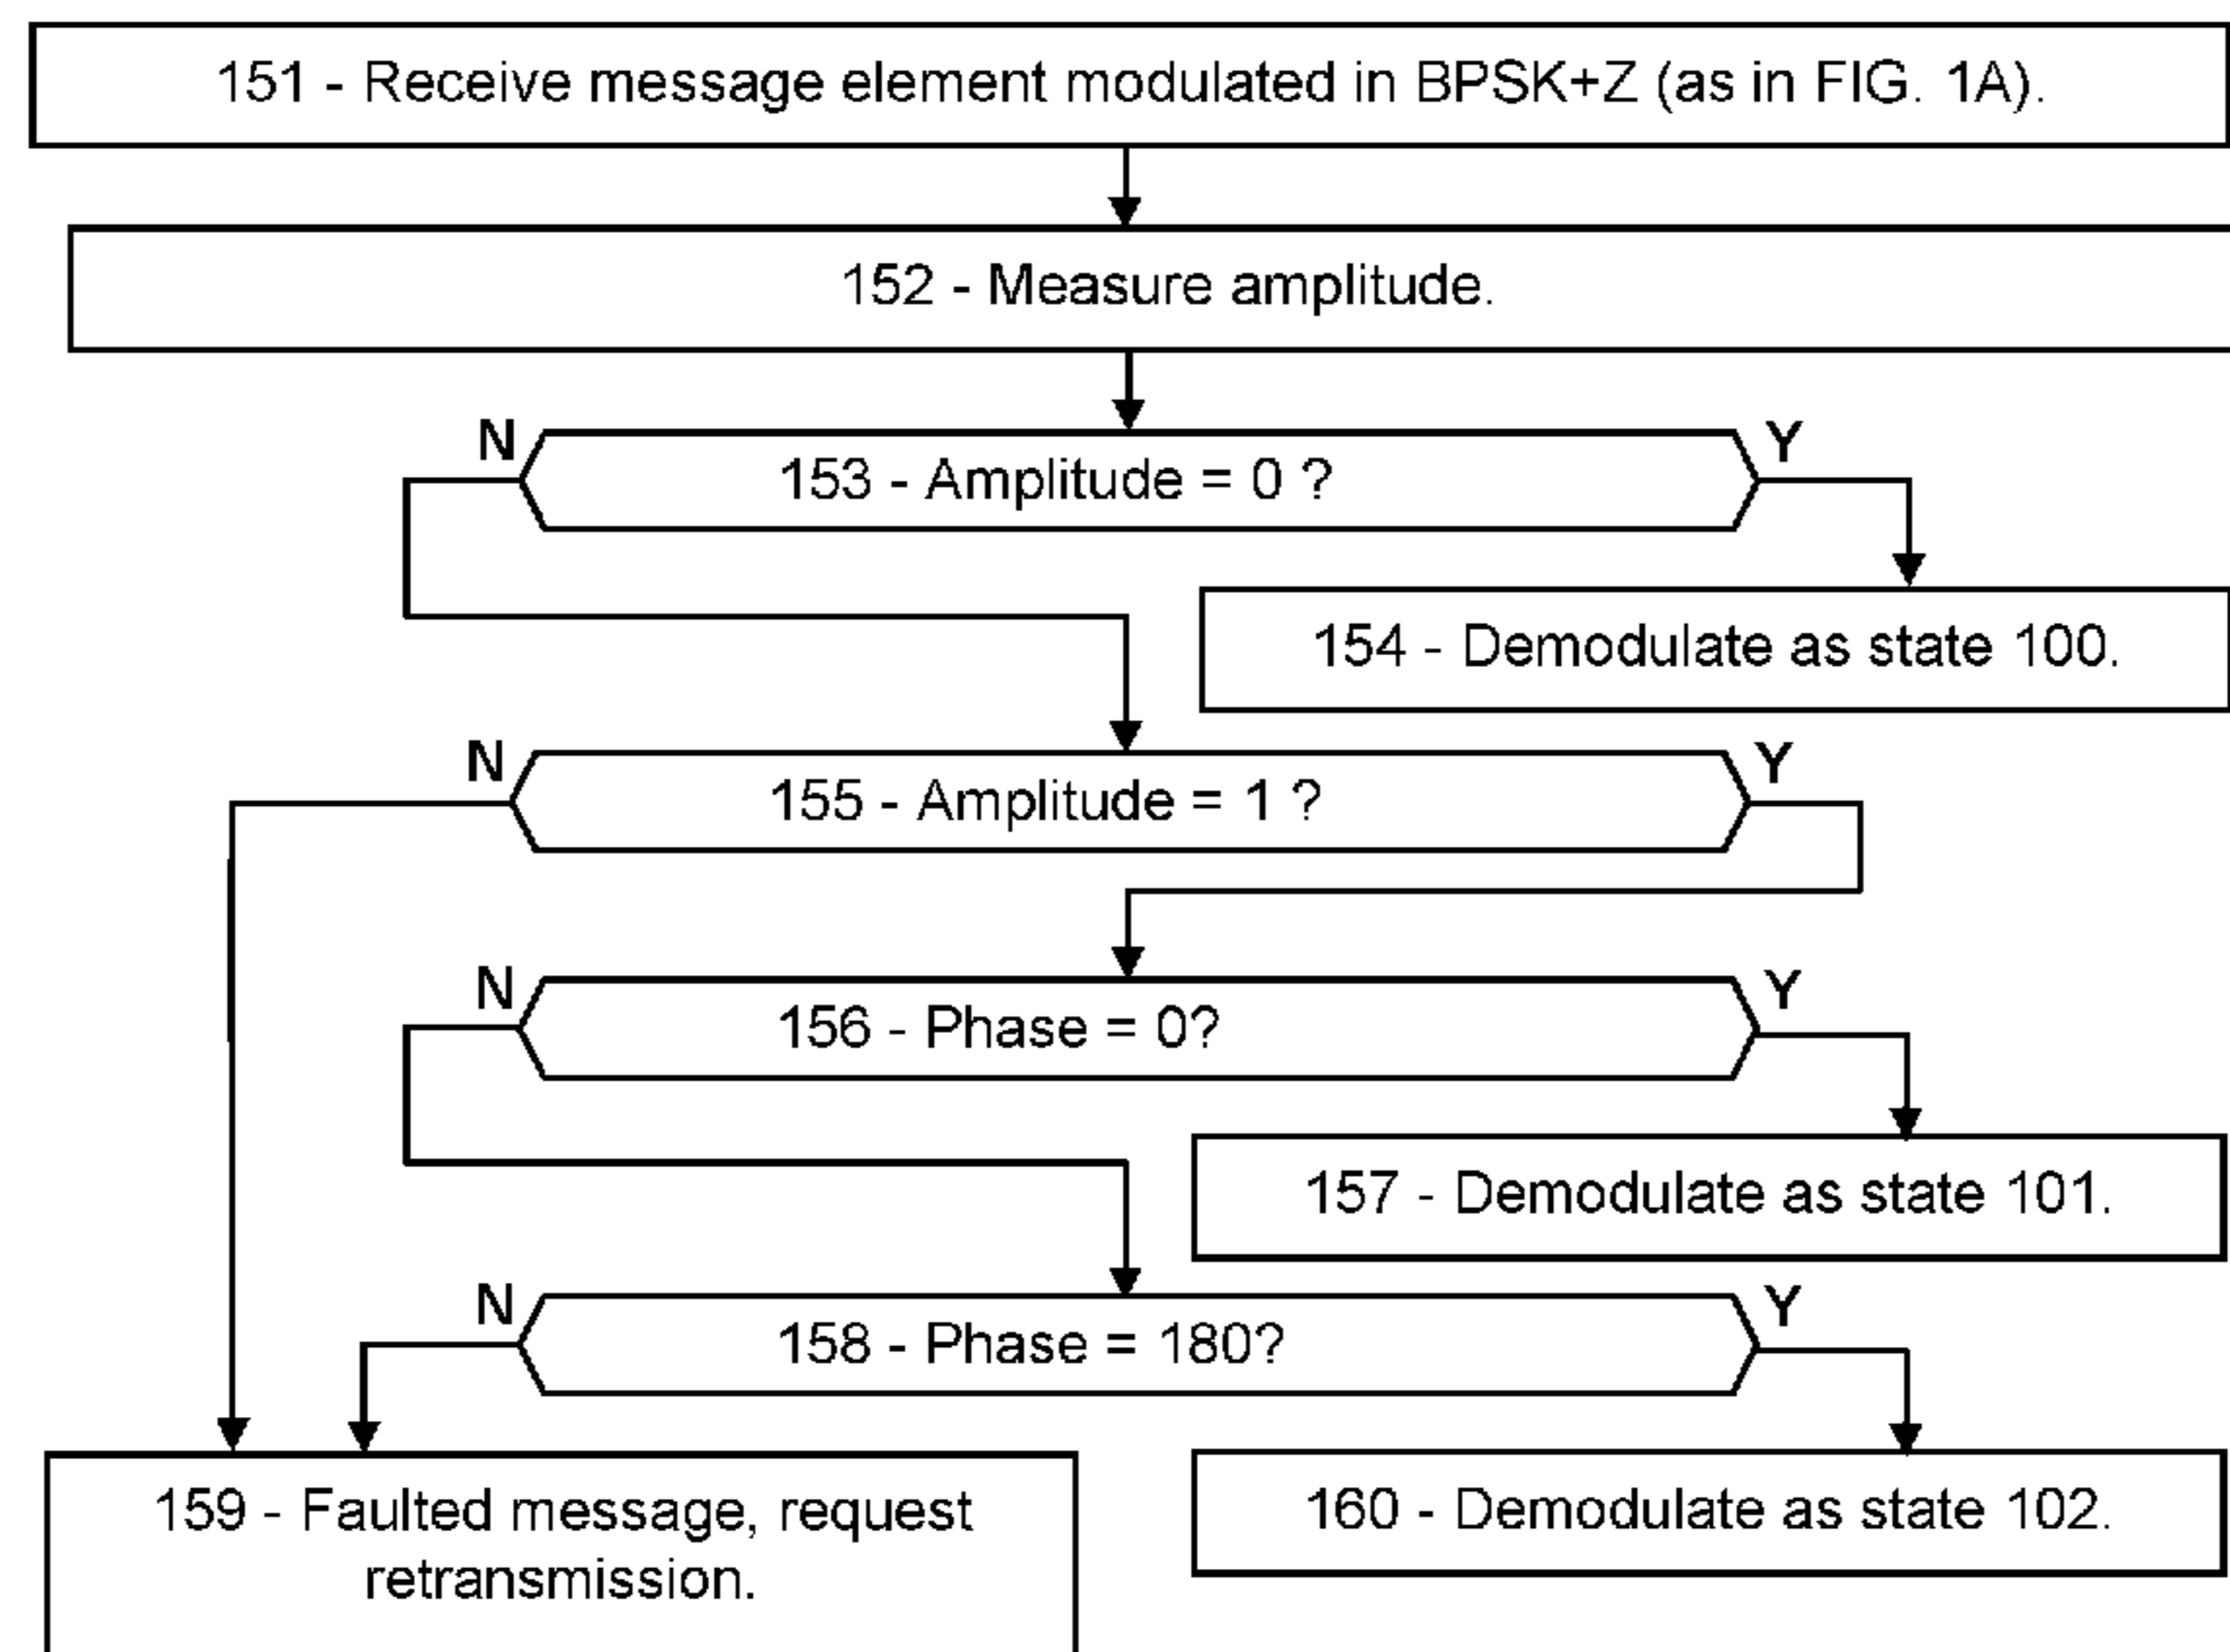 151 - Receive message element modulated in BPSK+Z (as in FIG. 1A).
152 - Measure amplitude.
N
Y
153 - Amplitude = 0 ?
154 - Demodulate as state 100.
N
Y
155 - Amplitude = 1 ?
N
Y
156 - Phase = 0?
157 - Demodulate as state 101.
N
Y
158 - Phase = 180?
159 - Faulted message, request
retransmission.
160 - Demodulate as state 102.